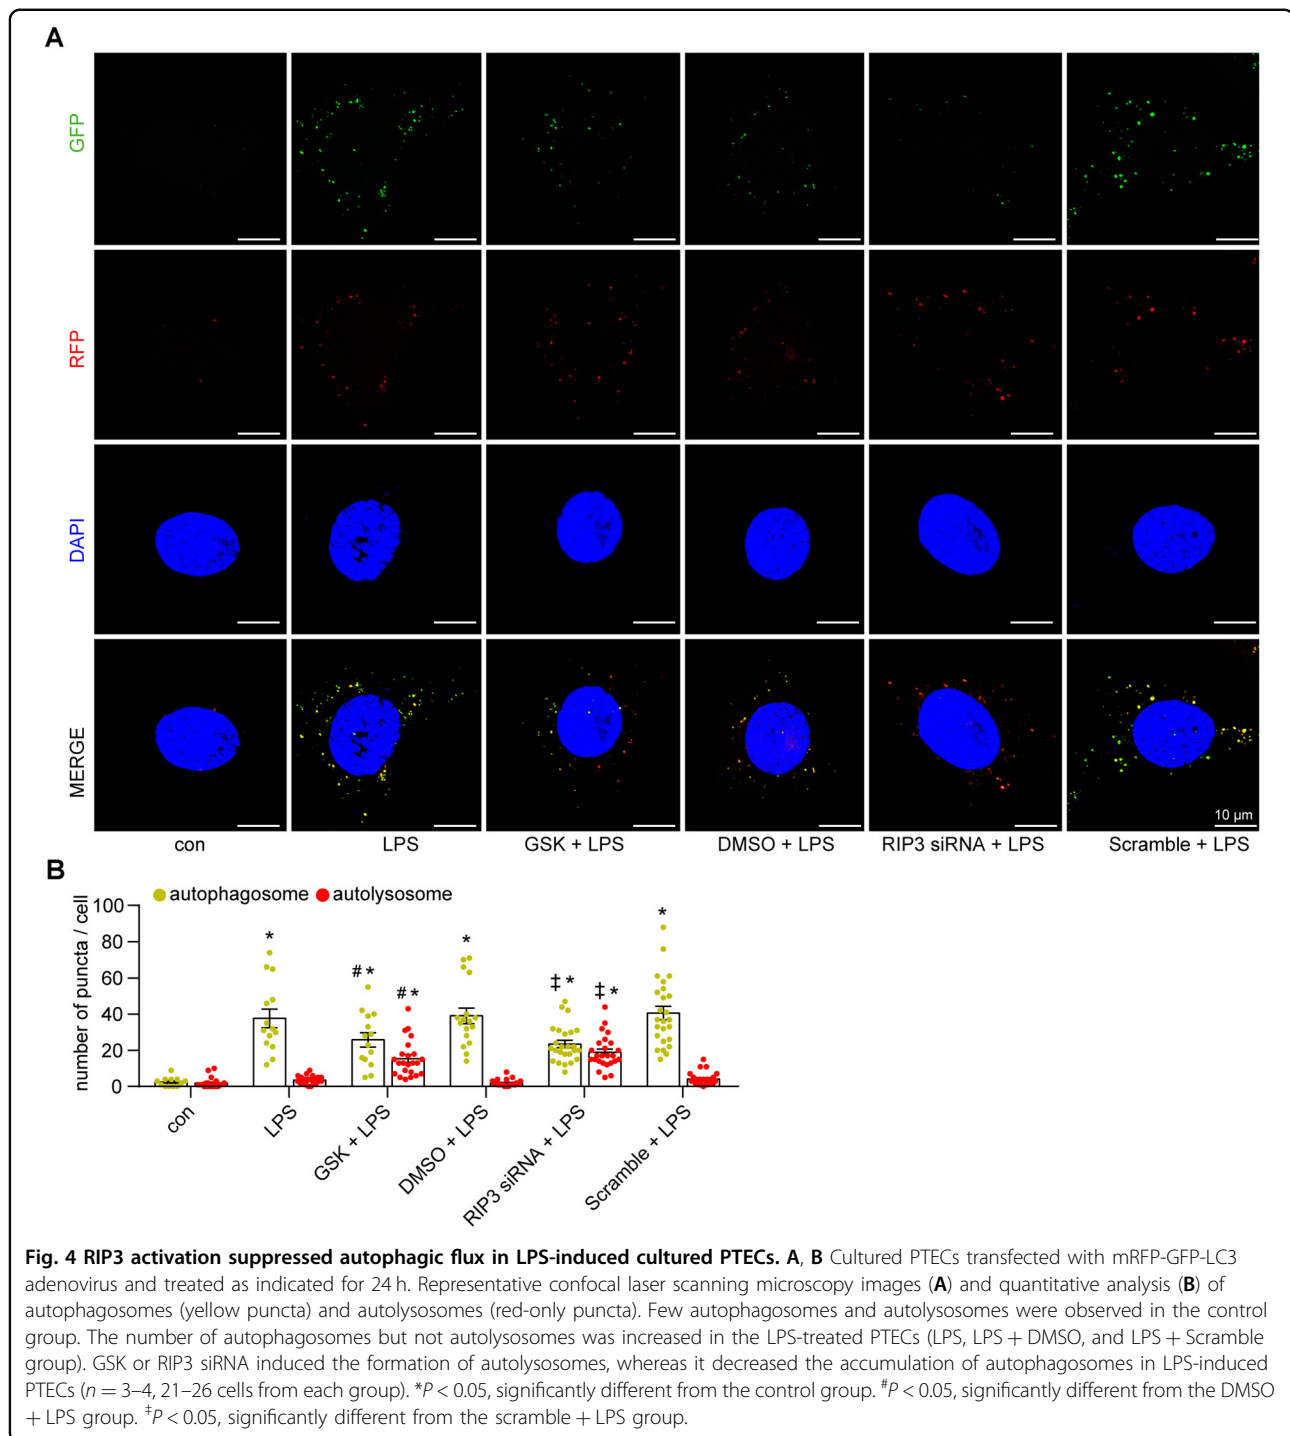 A
GFP
RFP
DAPI
MERGE
10 µm
con LPS GSK + LPS DMSO + LPS RIP3 siRNA + LPS Scramble + LPS
B
autophagosome autolysosome
number of puncta / cell
100
80
60
40
20
0
*
# *
# *
*
‡ *
‡ *
*
con
LPS
GSK + LPS
DMSO + LPS
RIP3 siRNA + LPS
Scramble + LPS
Fig. 4 RIP3 activation suppressed autophagic flux in LPS-induced cultured PTECs. A, B Cultured PTECs transfected with mRFP-GFP-LC3
adenovirus and treated as indicated for 24 h. Representative confocal laser scanning microscopy images (A) and quantitative analysis (B) of
autophagosomes (yellow puncta) and autolysosomes (red-only puncta). Few autophagosomes and autolysosomes were observed in the control
group. The number of autophagosomes but not autolysosomes was increased in the LPS-treated PTECs (LPS, LPS + DMSO, and LPS + Scramble
group). GSK or RIP3 siRNA induced the formation of autolysosomes, whereas it decreased the accumulation of autophagosomes in LPS-induced
PTECs (n = 3–4, 21–26 cells from each group). *P < 0.05, significantly different from the control group. #P < 0.05, significantly different from the DMSO
+ LPS group. ‡P < 0.05, significantly different from the scramble + LPS group.